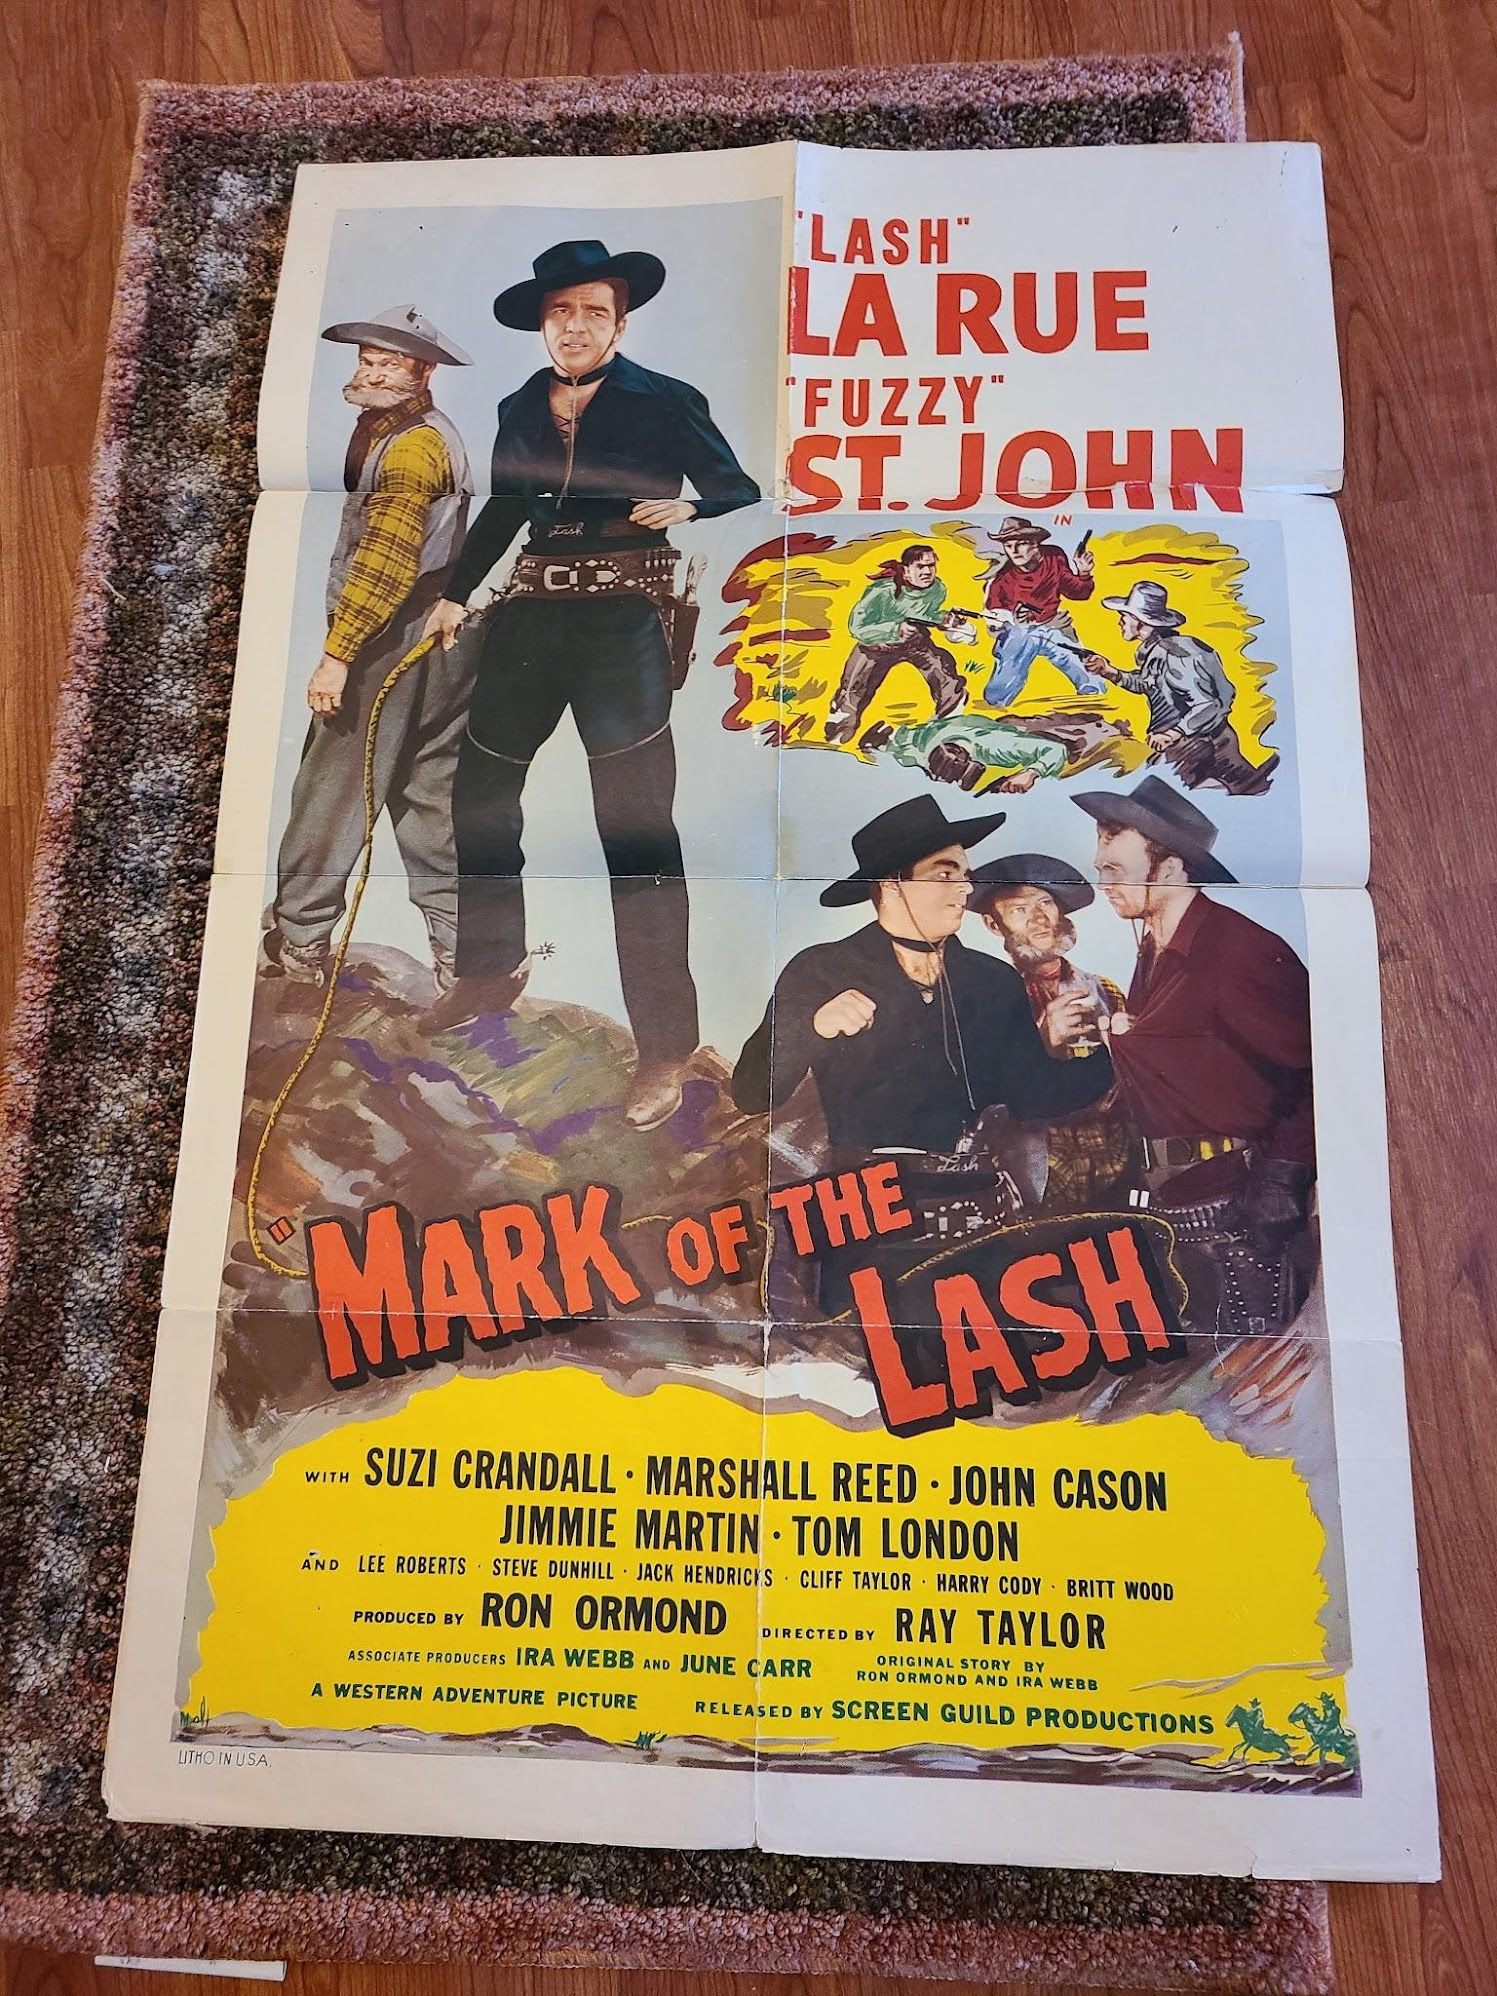 "LASH"
LA RUE
"FUZZY"
ST. JOHN
IN
Lash
Lash
"MARK OF THE
LASH
WITH SUZI CRANDALL · MARSHALL REED · JOHN CASON
JIMMIE MARTIN · TOM LONDON
AND LEE ROBERTS · STEVE DUNHILL · JACK HENDRICKS · CLIFF TAYLOR · HARRY CODY · BRITT WOOD
PRODUCED BY RON ORMOND DIRECTED BY RAY TAYLOR
ASSOCIATE PRODUCERS IRA WEBB AND JUNE CARR
ORIGINAL STORY BY
RON ORMOND AND IRA WEBB
A WESTERN ADVENTURE PICTURE RELEASED BY SCREEN GUILD PRODUCTIONS
LITHO IN U.S.A.